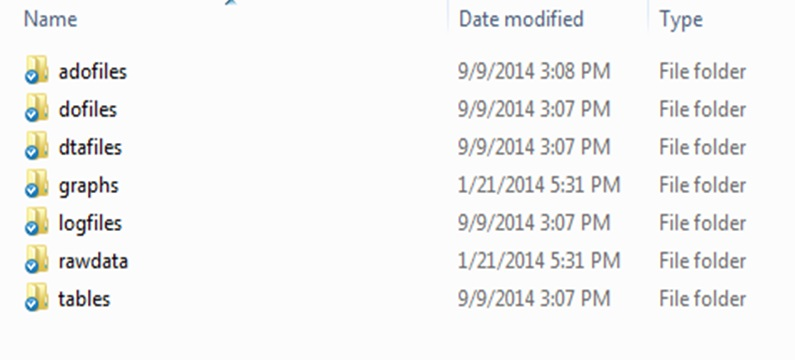 Name Date modified Type
adofiles 9/9/2014 3:08 PM File folder
dofiles 9/9/2014 3:07 PM File folder
dtafiles 9/9/2014 3:07 PM File folder
graphs 1/21/2014 5:31 PM File folder
logfiles 9/9/2014 3:07 PM File folder
rawdata 1/21/2014 5:31 PM File folder
tables 9/9/2014 3:07 PM File folder